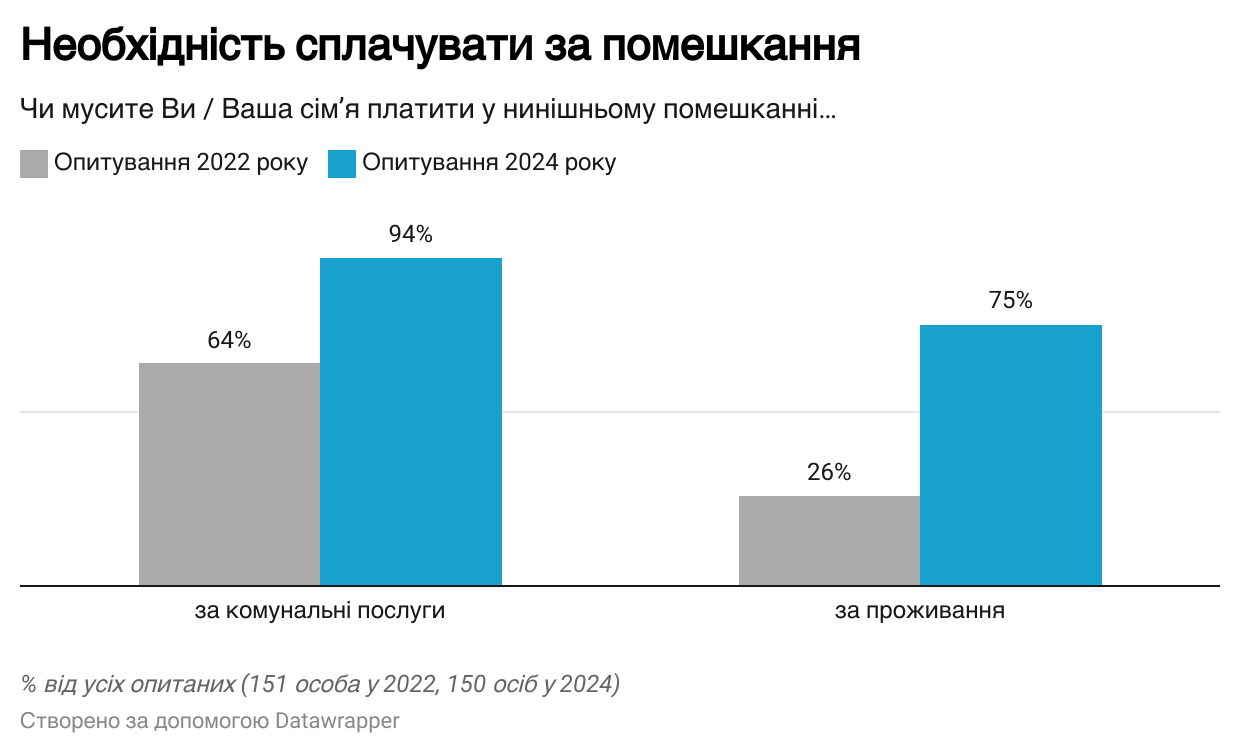 Необхідність сплачувати за помешкання
Чи мусите Ви / Ваша сім’я платити у нинішньому помешканні...
Опитування 2022 року Опитування 2024 року
94%
75%
64%
26%
за комунальні послуги за проживання
% від усіх опитаних (151 особа у 2022, 150 осіб у 2024)
Створено за допомогою Datawrapper